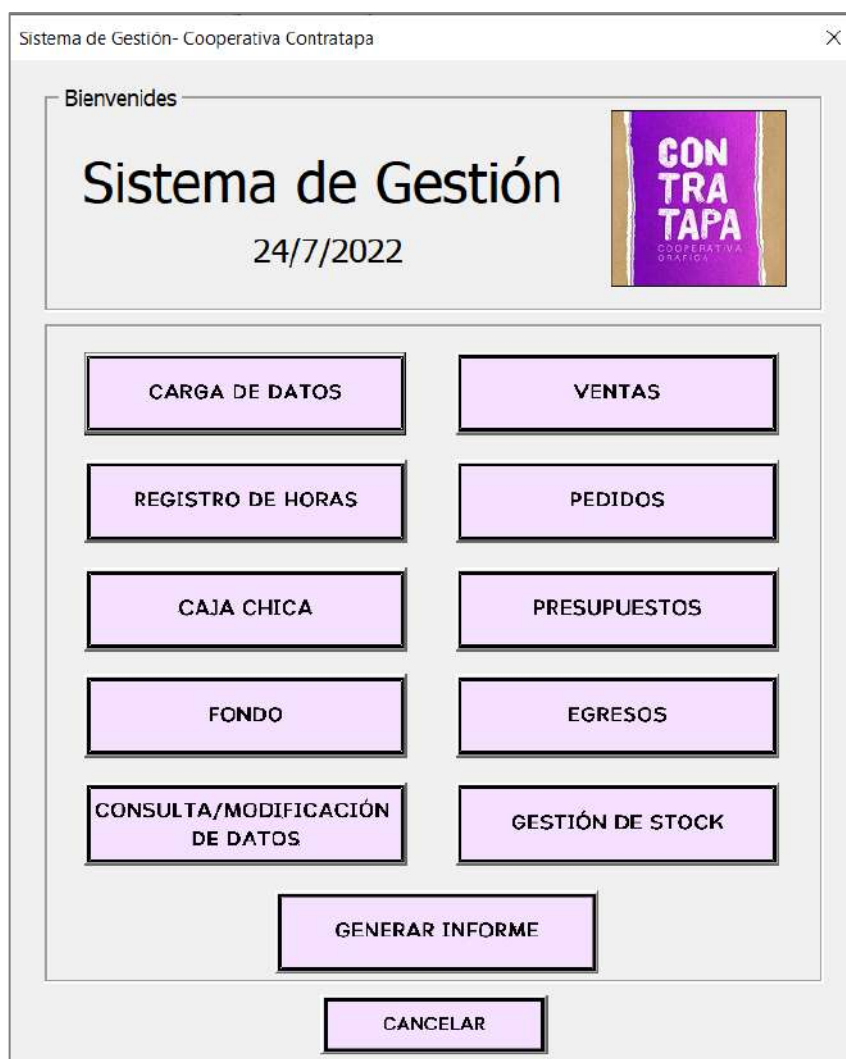 Sistema de Gestión- Cooperativa Contratapa
Bienvenides
Sistema de Gestión
24/7/2022
CON
TRA
TAPA
COOPERATIVA
GRAFICA
CARGA DE DATOS
VENTAS
REGISTRO DE HORAS
PEDIDOS
CAJA CHICA
PRESUPUESTOS
FONDO
EGRESOS
CONSULTA/MODIFICACIÓN
DE DATOS
GESTIÓN DE STOCK
GENERAR INFORME
CANCELAR